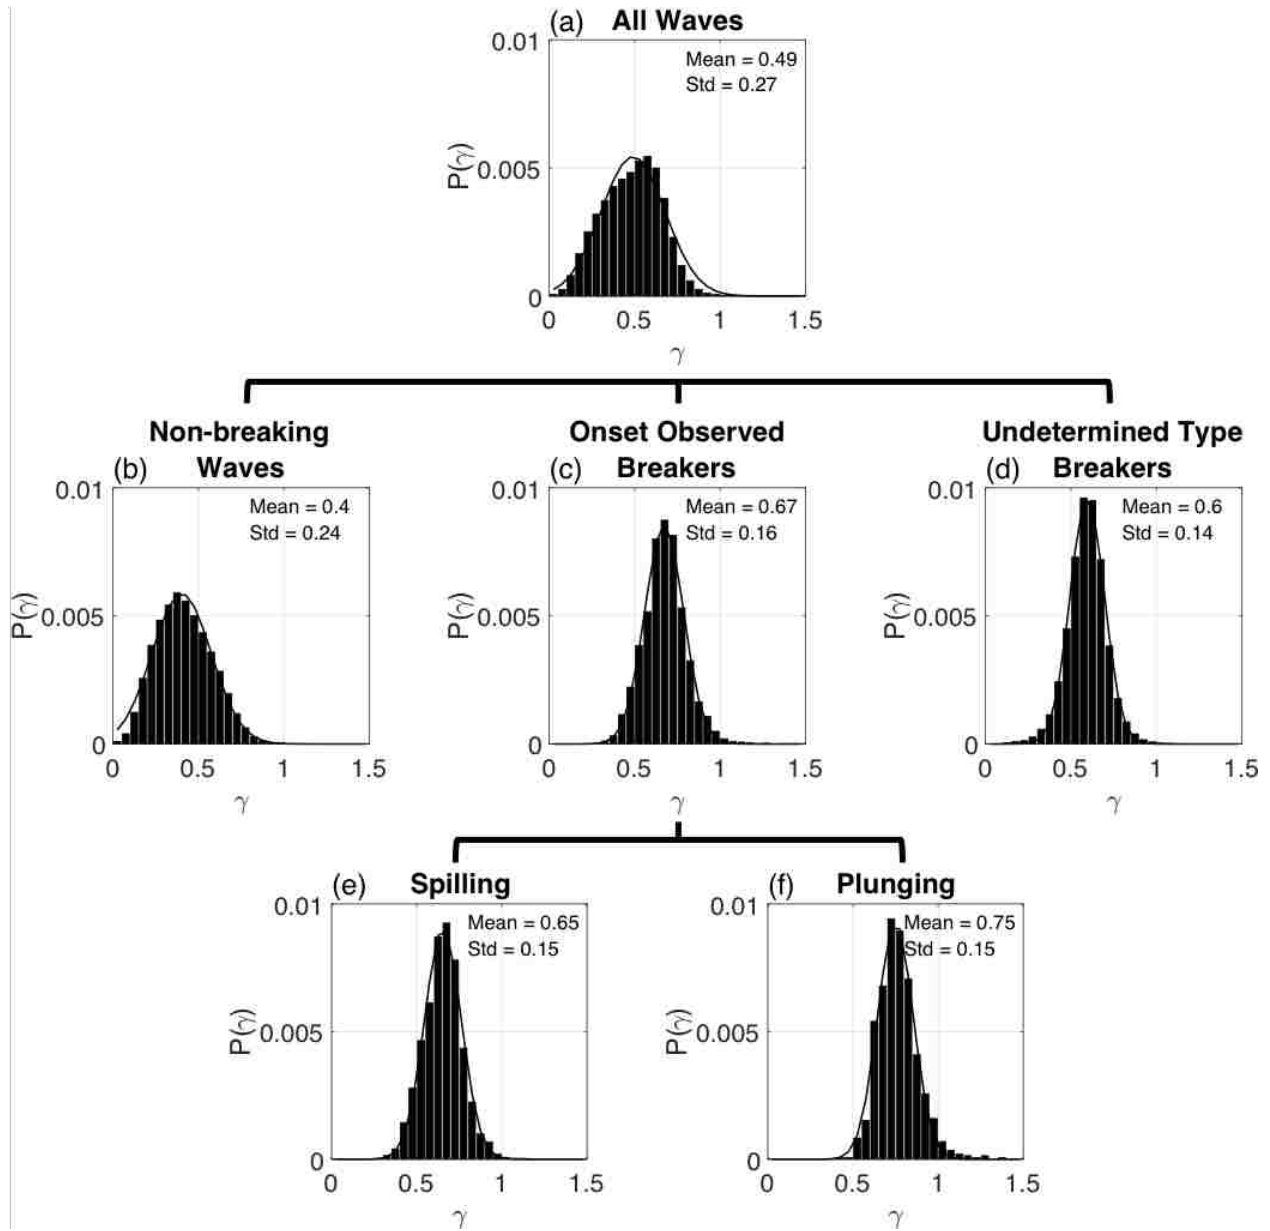 (a) All Waves
0.01
Mean = 0.49
Std = 0.27
P(γ)
0.005
0
0 0.5 1 1.5
γ
Non-breaking
(b) Waves
0.01
Mean = 0.4
Std = 0.24
P(γ)
0.005
0
0 0.5 1 1.5
γ
Onset Observed
(c) Breakers
0.01
Mean = 0.67
Std = 0.16
P(γ)
0.005
0
0 0.5 1 1.5
γ
Undetermined Type
(d) Breakers
0.01
Mean = 0.6
Std = 0.14
P(γ)
0.005
0
0 0.5 1 1.5
γ
(e) Spilling
0.01
Mean = 0.65
Std = 0.15
P(γ)
0.005
0
0 0.5 1 1.5
γ
(f) Plunging
0.01
Mean = 0.75
Std = 0.15
P(γ)
0.005
0
0 0.5 1 1.5
γ